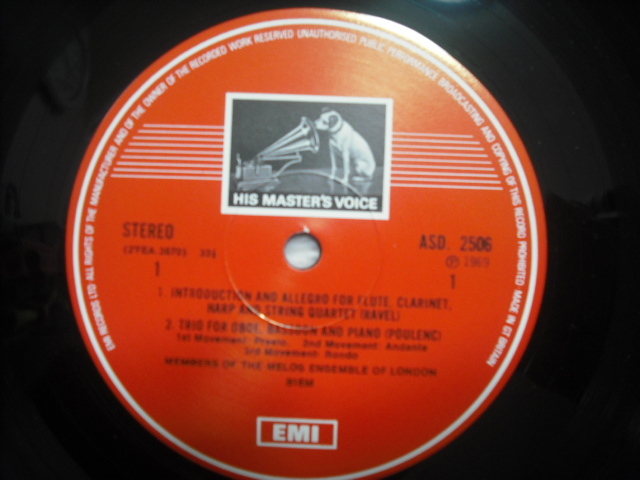 EMI RECORDS LTD ALL RIGHTS OF THE MANUFACTURER AND OF THE OWNER OF THE RECORDED WORK RESERVED UNAUTHORISED PUBLIC PERFORMANCE BROADCASTING AND COPYING OF THIS RECORD PROHIBITED MADE IN GT BRITAIN
HIS MASTER'S VOICE
STEREO
ASD. 2506
(2YEA.3670) 33⅓
Ⓟ 1969
1
1
1. INTRODUCTION AND ALLEGRO FOR FLUTE, CLARINET,
HARP AND STRING QUARTET (RAVEL)
2. TRIO FOR OBOE, BASSOON AND PIANO (POULENC)
1st Movement: Presto. 2nd Movement: Andante
3rd Movement: Rondo
MEMBERS OF THE MELOS ENSEMBLE OF LONDON
BIEM
EMI